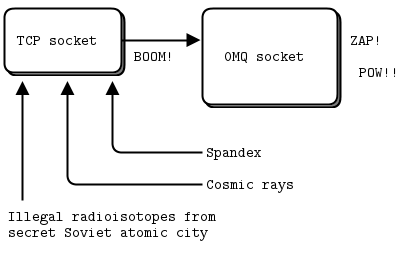 TCP socket
BOOM!
0MQ socket
ZAP!
POW!!
Spandex
Cosmic rays
Illegal radioisotopes from
secret Soviet atomic city